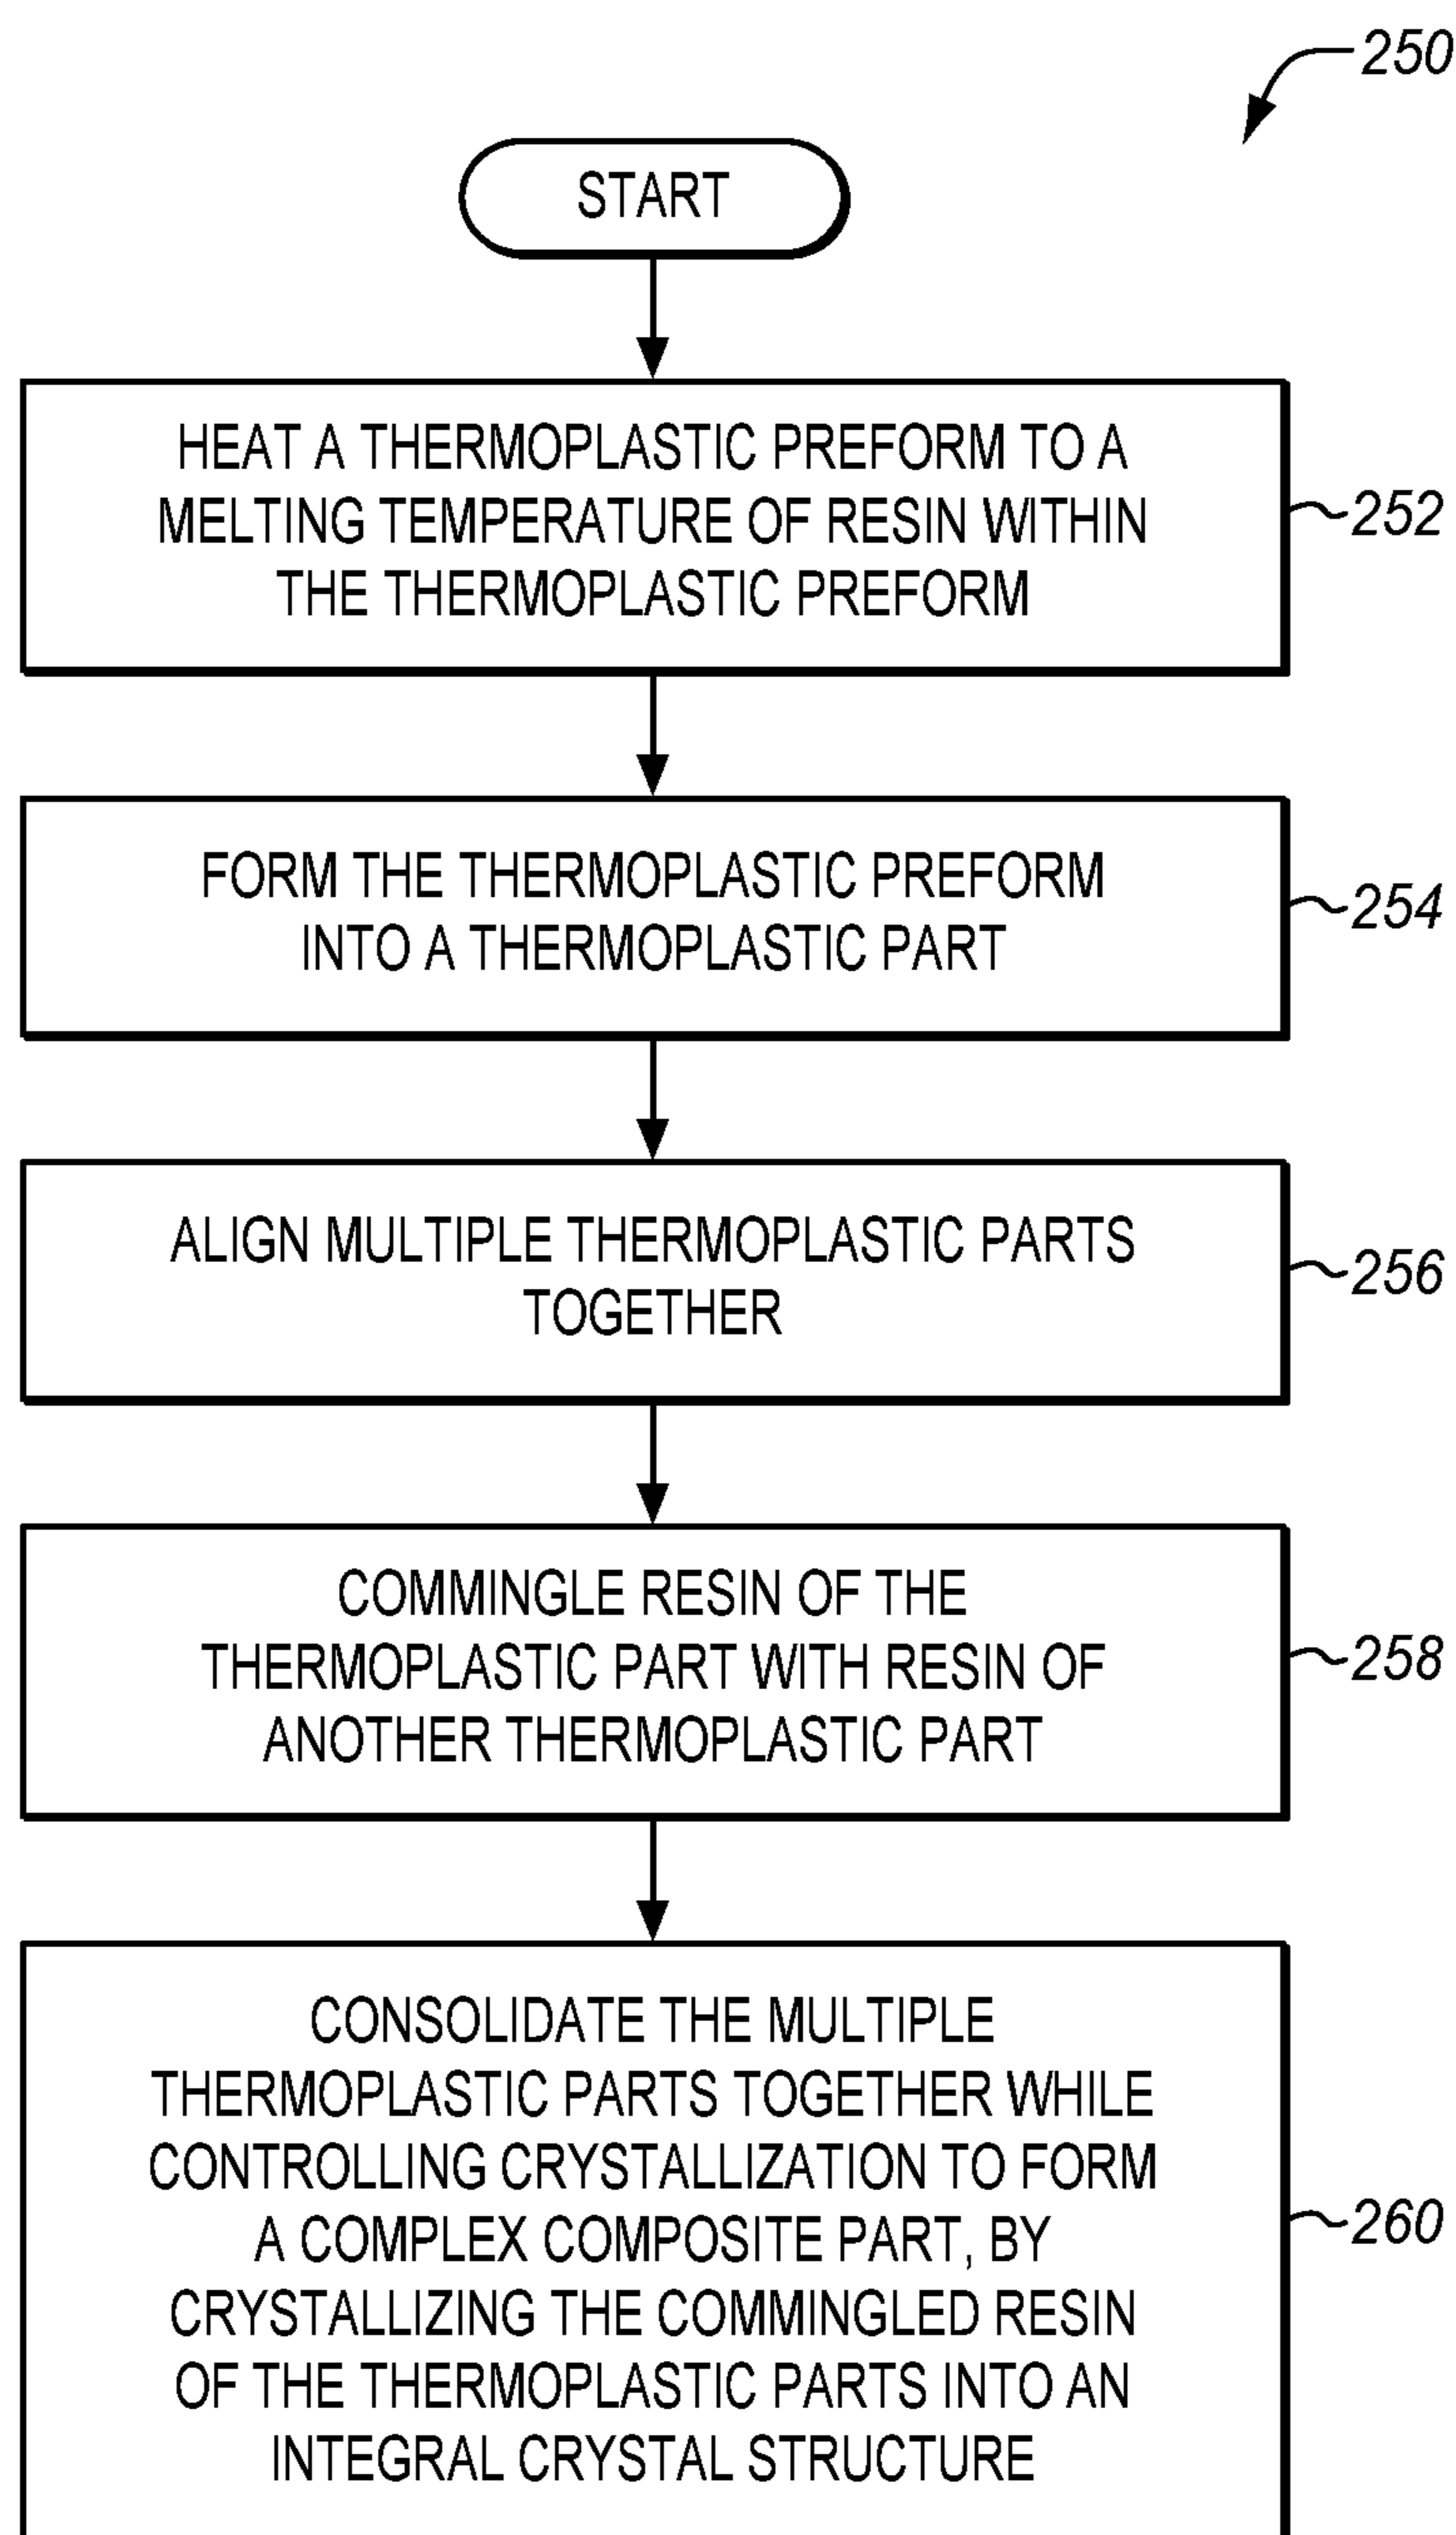 250
START
HEAT A THERMOPLASTIC PREFORM TO A
MELTING TEMPERATURE OF RESIN WITHIN
THE THERMOPLASTIC PREFORM
252
FORM THE THERMOPLASTIC PREFORM
INTO A THERMOPLASTIC PART
254
ALIGN MULTIPLE THERMOPLASTIC PARTS
TOGETHER
256
COMMINGLE RESIN OF THE
THERMOPLASTIC PART WITH RESIN OF
ANOTHER THERMOPLASTIC PART
258
CONSOLIDATE THE MULTIPLE
THERMOPLASTIC PARTS TOGETHER WHILE
CONTROLLING CRYSTALLIZATION TO FORM
A COMPLEX COMPOSITE PART, BY
CRYSTALLIZING THE COMMINGLED RESIN
OF THE THERMOPLASTIC PARTS INTO AN
INTEGRAL CRYSTAL STRUCTURE
260